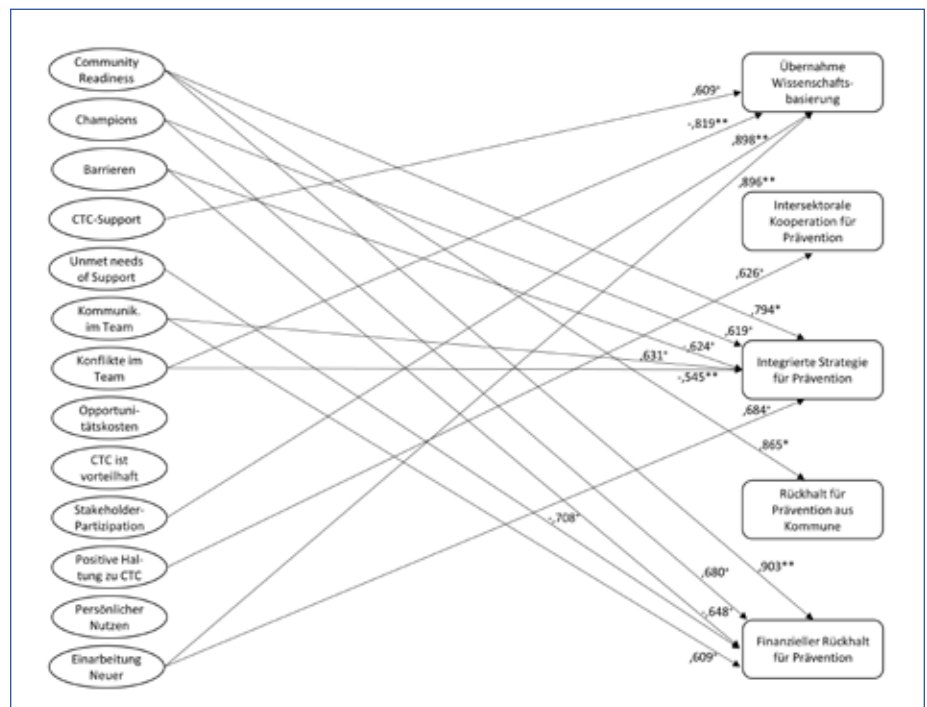 Community
Readiness
Champions
Barrieren
CTC-Support
Unmet needs
of Support
Kommunik.
im Team
Konflikte im
Team
Opportuni-
tätskosten
CTC ist
vorteilhaft
Stakeholder-
Partizipation
Positive Hal-
tung zu CTC
Persönlicher
Nutzen
Einarbeitung
Neuer
,609⁺
-,819**
,898**
,896**
,626⁺
,794*
,619⁺
-,624⁺
,631⁺
-,545**
,684⁺
,865*
-,708⁺
,903**
,680⁺
-,648⁺
,609⁺
Übernahme
Wissenschafts-
basierung
Intersektorale
Kooperation für
Prävention
Integrierte Strategie
für Prävention
Rückhalt für
Prävention aus
Kommune
Finanzieller Rückhalt
für Prävention